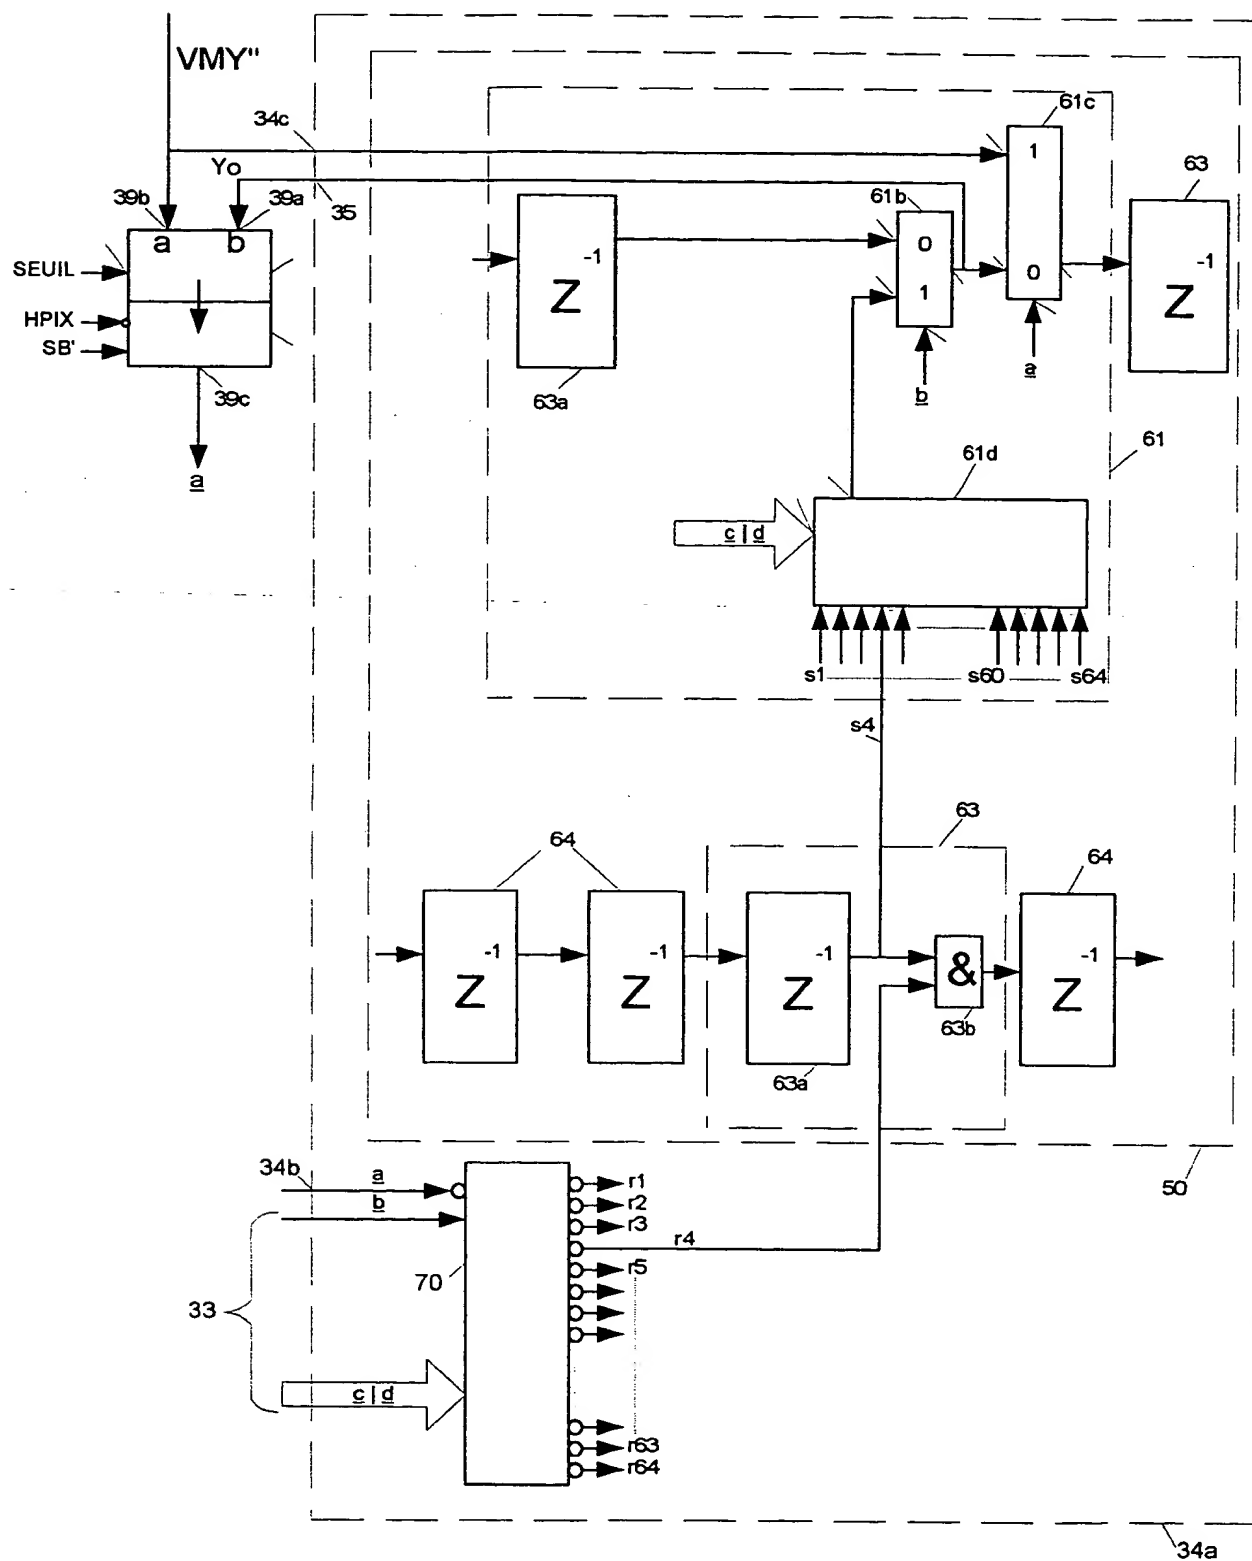 VMY"
34c
61c
1
Yo
39b
39a
35
61b
63
a
b
0
SEUIL
Z -1
1
0
Z -1
HPIX
SB'
39c
63a
b
a
a
61d
61
c | d
s1
s60
s64
s4
63
64
64
Z -1
Z -1
Z -1
&
Z -1
63b
63a
34b
a
b
r1
r2
r3
r4
r5
50
70
33
c | d
r63
r64
34a